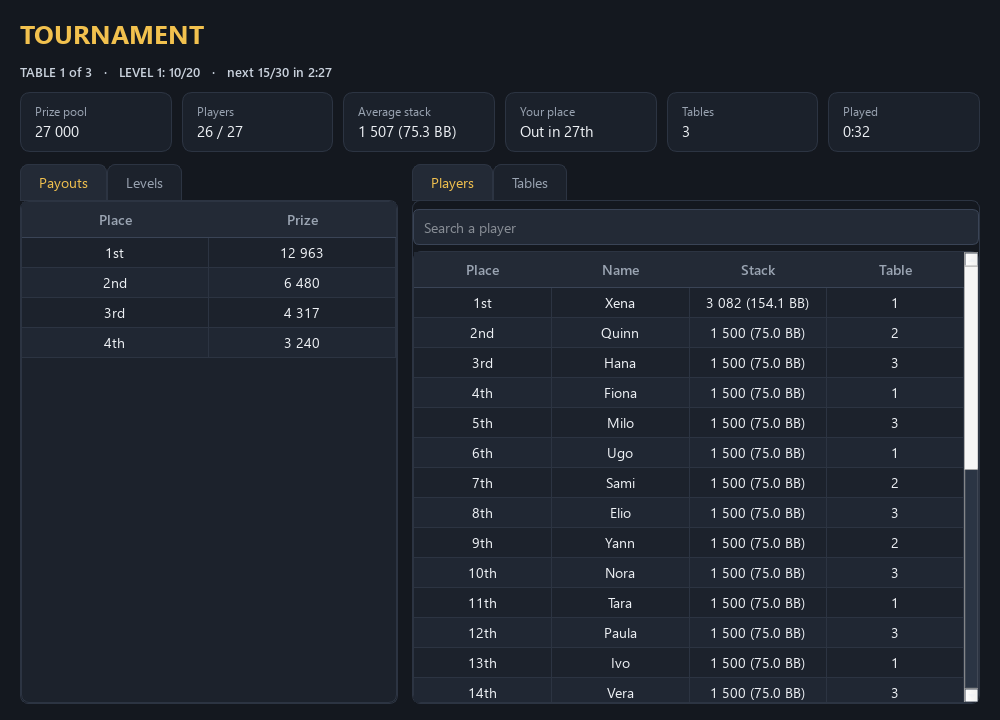 TOURNAMENT
TABLE 1 of 3 · LEVEL 1: 10/20 · next 15/30 in 2:27
Prize pool Players Average stack Your place Tables Played
27 000 26 / 27 1 507 (75.3 BB) Out in 27th 3 0:32
Payouts Levels
Place Prize
1st 12 963
2nd 6 480
3rd 4 317
4th 3 240
Players Tables
Search a player
Place Name Stack Table
1st Xena 3 082 (154.1 BB) 1
2nd Quinn 1 500 (75.0 BB) 2
3rd Hana 1 500 (75.0 BB) 3
4th Fiona 1 500 (75.0 BB) 1
5th Milo 1 500 (75.0 BB) 3
6th Ugo 1 500 (75.0 BB) 1
7th Sami 1 500 (75.0 BB) 2
8th Elio 1 500 (75.0 BB) 3
9th Yann 1 500 (75.0 BB) 2
10th Nora 1 500 (75.0 BB) 3
11th Tara 1 500 (75.0 BB) 1
12th Paula 1 500 (75.0 BB) 3
13th Ivo 1 500 (75.0 BB) 1
14th Vera 1 500 (75.0 BB) 3